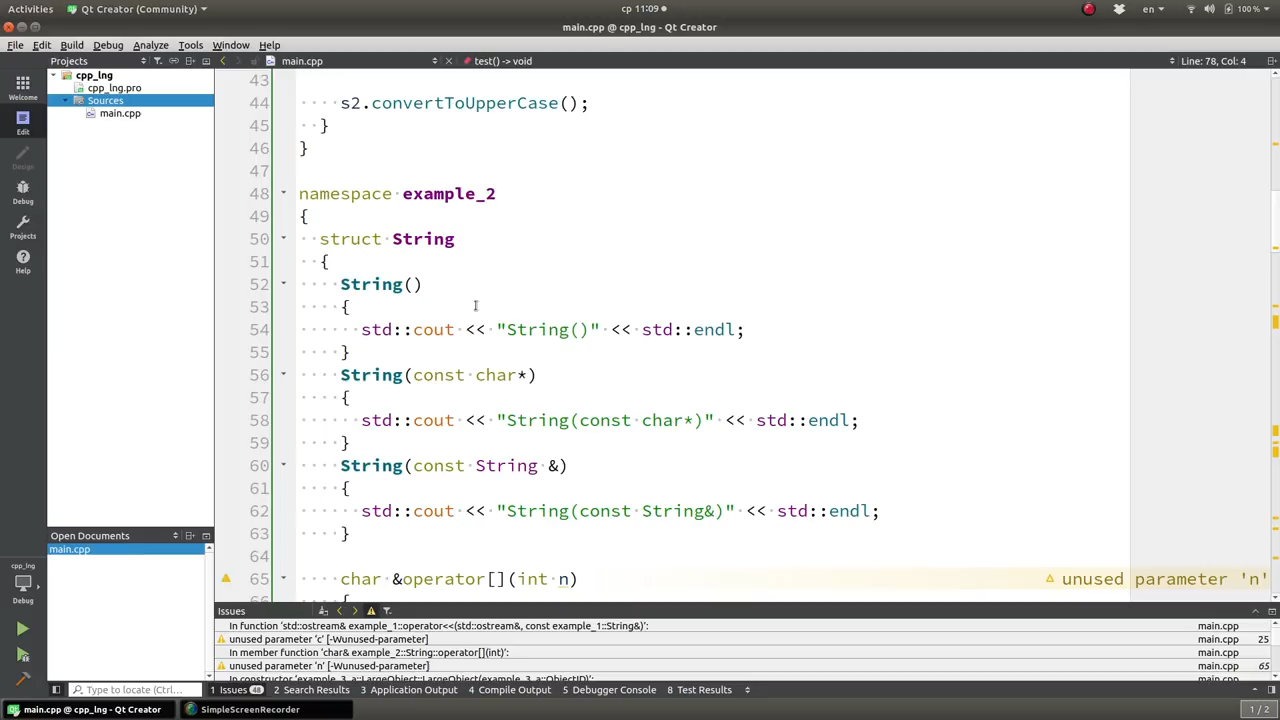 Activities Qt Creator (Community) ср 11:09 en 100 %
main.cpp @ cpp_lng - Qt Creator
File Edit Build Debug Analyze Tools Window Help
Projects main.cpp test() -> void Line: 78, Col: 4
cpp_lng
cpp_lng.pro
Sources
main.cpp
Welcome
Edit
Design
Debug
Projects
Help
43
44 s2.convertToUpperCase();
45 }
46 }
47
48 namespace example_2
49 {
50 struct String
51 {
52 String()
53 {
54 std::cout << "String()" << std::endl;
55 }
56 String(const char*)
57 {
58 std::cout << "String(const char*)" << std::endl;
59 }
60 String(const String &)
61 {
62 std::cout << "String(const String&)" << std::endl;
63 }
64
65 char &operator[](int n) unused parameter 'n'
66 {
Open Documents
main.cpp
cpp_lng
Debug
Issues
In function 'std::ostream& example_1::operator<<(std::ostream&, const example_1::String&)': main.cpp
unused parameter 'c' [-Wunused-parameter] main.cpp 25
In member function 'char& example_2::String::operator[](int)': main.cpp
unused parameter 'n' [-Wunused-parameter] main.cpp 65
In constructor 'example_3_a::LargeObject::LargeObject(example_3_a::ObjectID)': main.cpp
Type to locate (Ctrl... 1 Issues 48 2 Search Results 3 Application Output 4 Compile Output 5 Debugger Console 8 Test Results
main.cpp @ cpp_lng - Qt Creator SimpleScreenRecorder 1 / 2